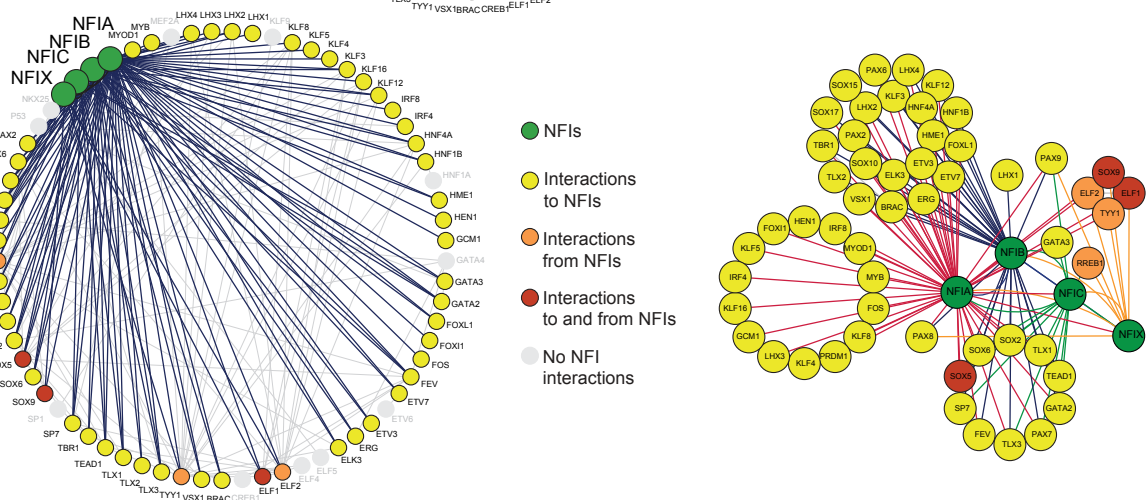 TYY1 VSX1 BRAC CREB1 ELF1 ELF2
NFIA
NFIB
NFIC
NFIX
MYOD1
MYB
MEF2A
LHX4
LHX3
LHX2
LHX1
KLF9
KLF8
KLF5
KLF4
KLF3
KLF16
KLF12
IRF8
IRF4
HNF4A
HNF1B
HNF1A
HME1
HEN1
GCM1
GATA4
GATA3
GATA2
FOXL1
FOXI1
FOS
FEV
ETV7
ETV6
ETV3
ERG
ELK3
ELF5
ELF4
ELF2
ELF1
CREB1
BRAC
VSX1
TYY1
TLX3
TLX2
TLX1
TEAD1
TBR1
SP7
SP1
SOX9
SOX6
NKX25
P53
NFIs
Interactions
to NFIs
Interactions
from NFIs
Interactions
to and from NFIs
No NFI
interactions
PAX6
LHX4
SOX15
KLF3
KLF12
SOX17
LHX2
HNF4A
HNF1B
TBR1
PAX2
HME1
FOXL1
TLX2
SOX10
ELK3
ETV3
ETV7
VSX1
BRAC
ERG
LHX1
PAX9
SOX9
ELF2
ELF1
TYY1
FOXI1
HEN1
IRF8
KLF5
MYOD1
NFIB
GATA3
RREB1
IRF4
MYB
NFIA
NFIC
KLF16
FOS
GCM1
KLF8
PAX8
NFIX
LHX3
KLF4
PRDM1
SOX6
SOX2
TLX1
SOX5
TEAD1
SP7
GATA2
FEV
TLX3
PAX7